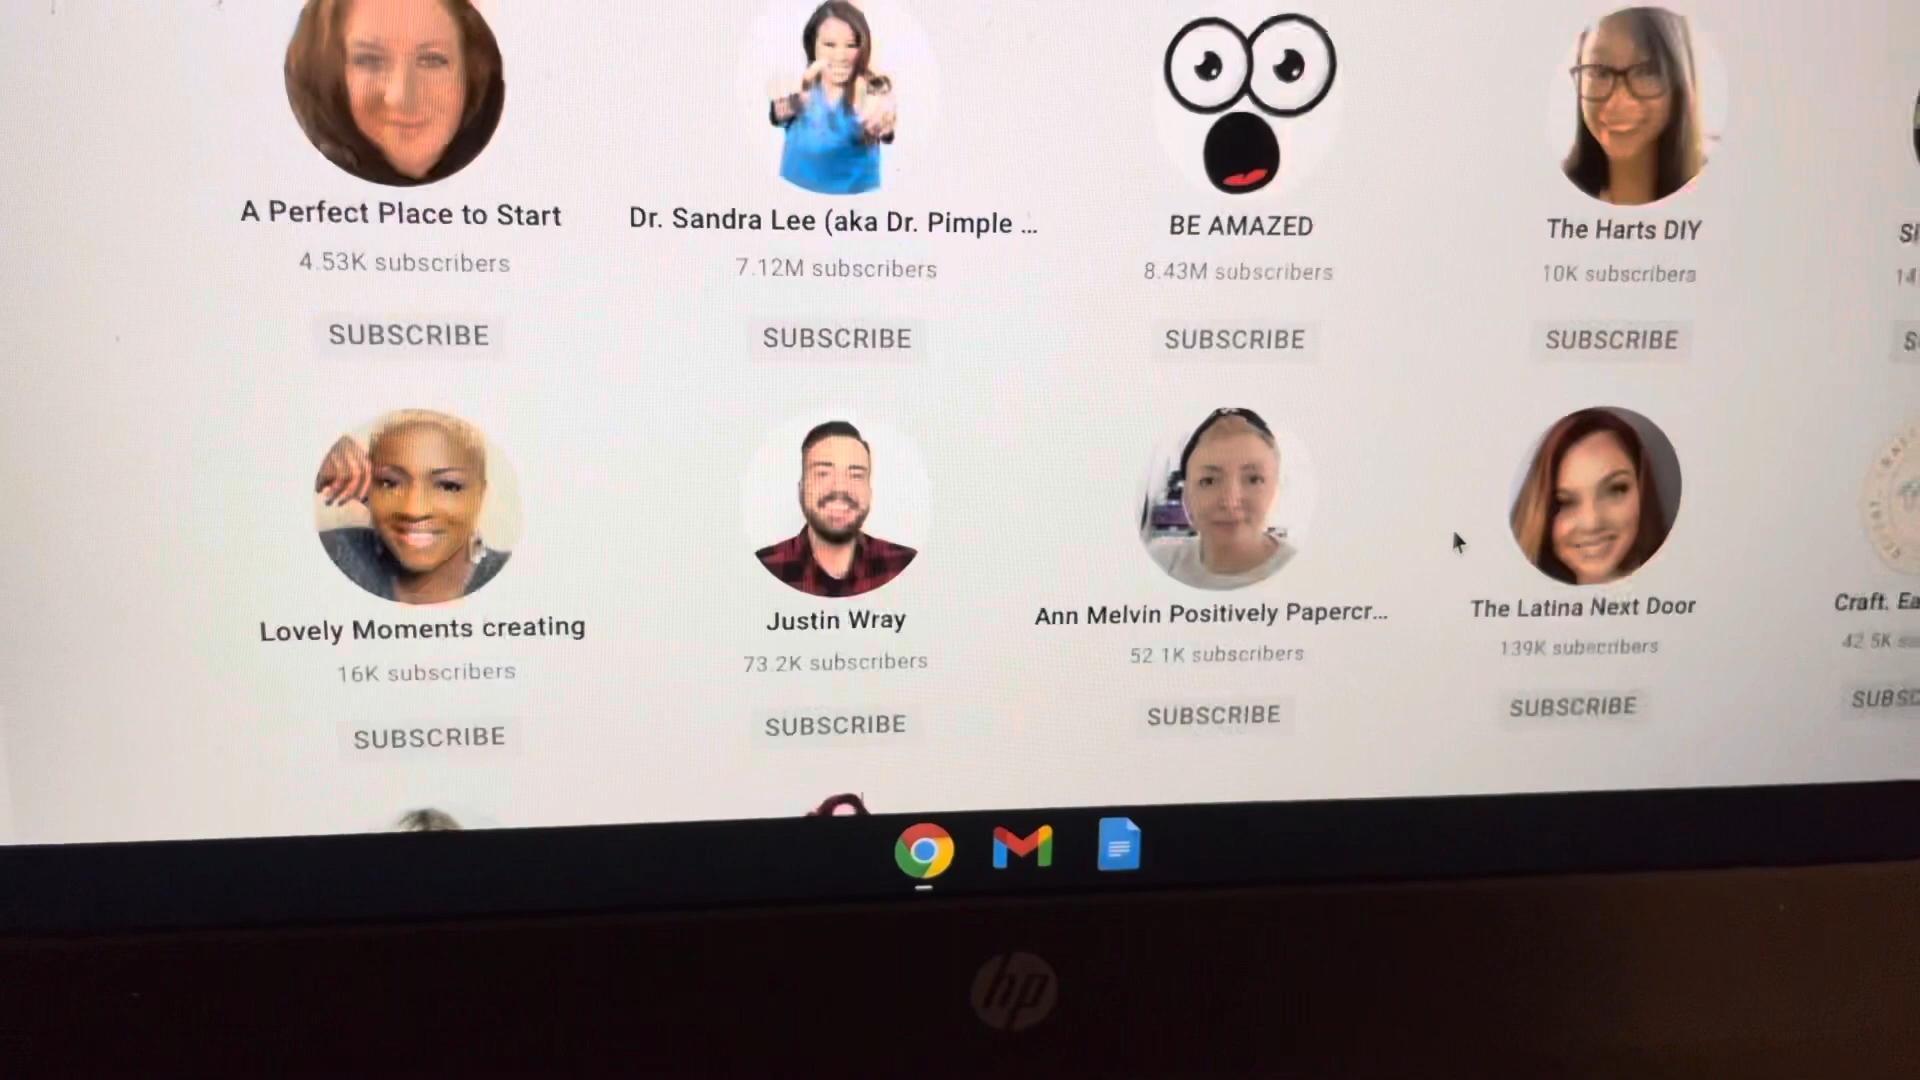 A Perfect Place to Start
4.53K subscribers
SUBSCRIBE
Dr. Sandra Lee (aka Dr. Pimple ...
7.12M subscribers
SUBSCRIBE
BE AMAZED
8.43M subscribers
SUBSCRIBE
The Harts DIY
10K subscribers
SUBSCRIBE
Lovely Moments creating
16K subscribers
SUBSCRIBE
Justin Wray
73.2K subscribers
SUBSCRIBE
Ann Melvin Positively Papercr...
52.1K subscribers
SUBSCRIBE
The Latina Next Door
139K subscribers
SUBSCRIBE
Craft.
42.5K
hp